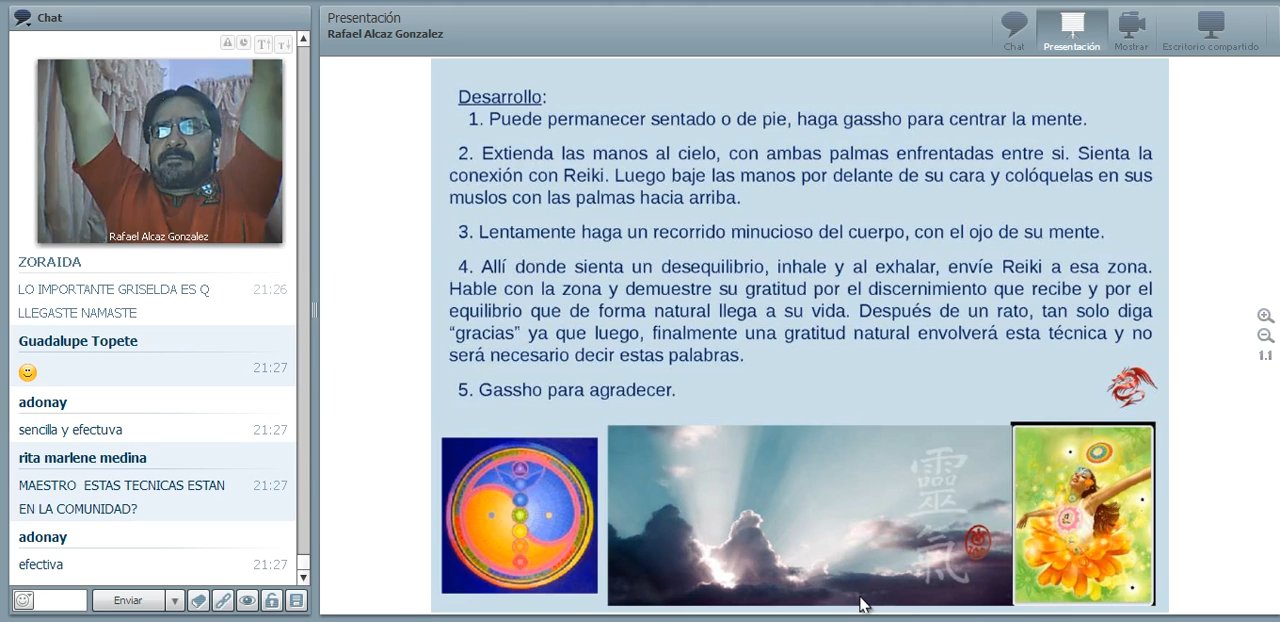 Chat
Rafael Alcaz Gonzalez
ZORAIDA
LO IMPORTANTE GRISELDA ES Q 21:26
LLEGASTE NAMASTE
Guadalupe Topete
21:27
adonay
sencilla y efectuva 21:27
rita marlene medina
MAESTRO ESTAS TECNICAS ESTAN 21:27
EN LA COMUNIDAD?
adonay
efectiva 21:27
Enviar
Presentación
Rafael Alcaz Gonzalez
Chat Presentación Mostrar Escritorio compartido
Desarrollo:
1. Puede permanecer sentado o de pie, haga gassho para centrar la mente.
2. Extienda las manos al cielo, con ambas palmas enfrentadas entre si. Sienta la
conexión con Reiki. Luego baje las manos por delante de su cara y colóquelas en sus
muslos con las palmas hacia arriba.
3. Lentamente haga un recorrido minucioso del cuerpo, con el ojo de su mente.
4. Allí donde sienta un desequilibrio, inhale y al exhalar, envíe Reiki a esa zona.
Hable con la zona y demuestre su gratitud por el discernimiento que recibe y por el
equilibrio que de forma natural llega a su vida. Después de un rato, tan solo diga
“gracias” ya que luego, finalmente una gratitud natural envolverá esta técnica y no
será necesario decir estas palabras.
5. Gassho para agradecer.
靈氣
1.1